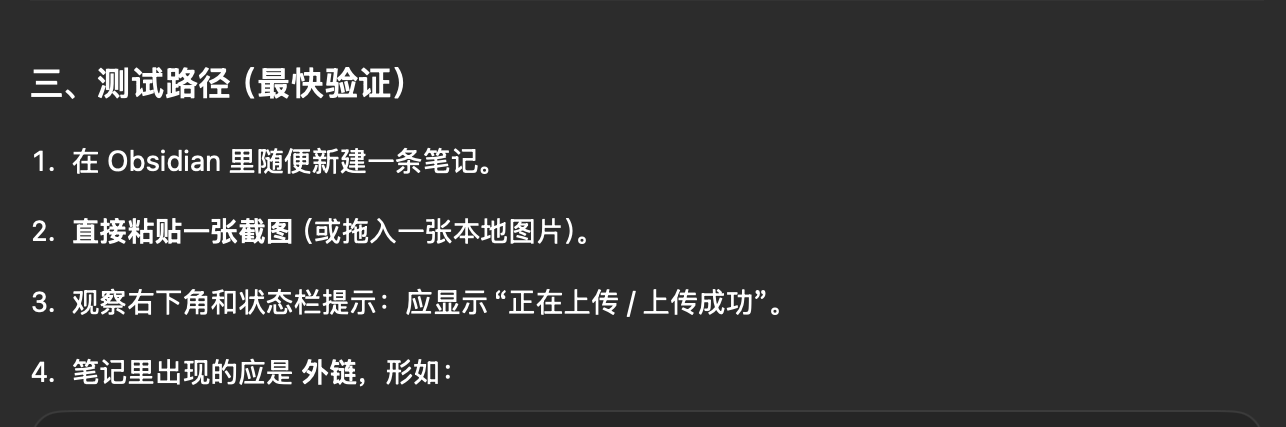 三、测试路径（最快验证）
1. 在 Obsidian 里随便新建一条笔记。
2. 直接粘贴一张截图（或拖入一张本地图片）。
3. 观察右下角和状态栏提示：应显示 “正在上传 / 上传成功”。
4. 笔记里出现的应是 外链，形如：